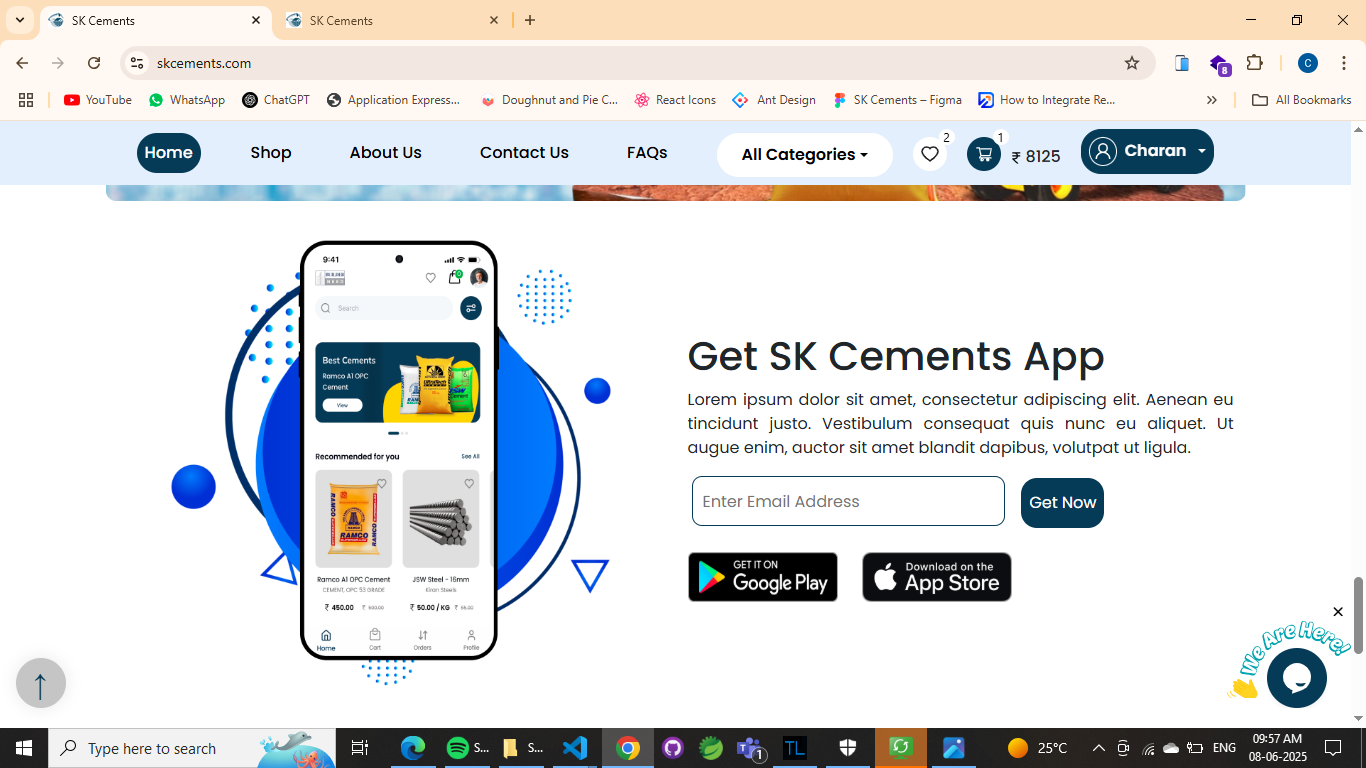 SK Cements
SK Cements
skcements.com
8
C
YouTube
WhatsApp
ChatGPT
Application Express...
Doughnut and Pie C...
React Icons
Ant Design
SK Cements – Figma
How to Integrate Re...
All Bookmarks
Home
Shop
About Us
Contact Us
FAQs
All Categories
2
1
₹ 8125
Charan
9:41
0
Search
Best Cements
Ramco A1 OPC
Cement
View
Recommended for you
See All
RAMCO
RAMCO
RAMCO
Ramco A1 OPC Cement
CEMENT, OPC 53 GRADE
₹ 450.00
JSW Steel - 16mm
Kiran Steels
₹ 50.00 / KG
Home
Cart
Orders
Profile
Get SK Cements App
Lorem ipsum dolor sit amet, consectetur adipiscing elit. Aenean eu
tincidunt justo. Vestibulum consequat quis nunc eu aliquet. Ut
augue enim, auctor sit amet blandit dapibus, volutpat ut ligula.
Enter Email Address
Get Now
GET IT ON
Google Play
Download on the
App Store
We Are Here!
Type here to search
S...
S...
1
TL
25°C
ENG
09:57 AM
08-06-2025